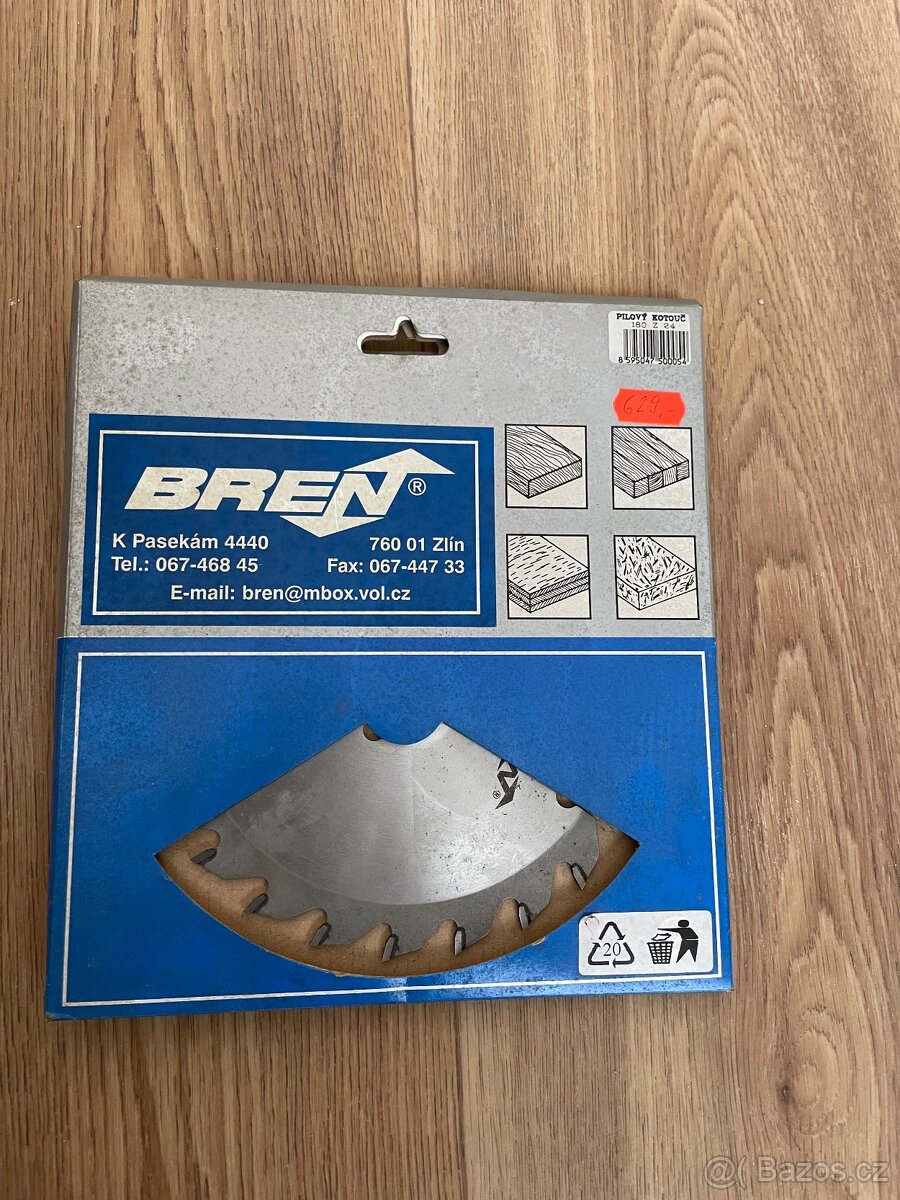 PILOVÝ KOTOUČ
180 Z 24
8 595047 500054
629,-
BREN ®
K Pasekám 4440 760 01 Zlín
Tel.: 067-468 45 Fax: 067-447 33
E-mail: bren@mbox.vol.cz
®
20
@( Bazos.cz